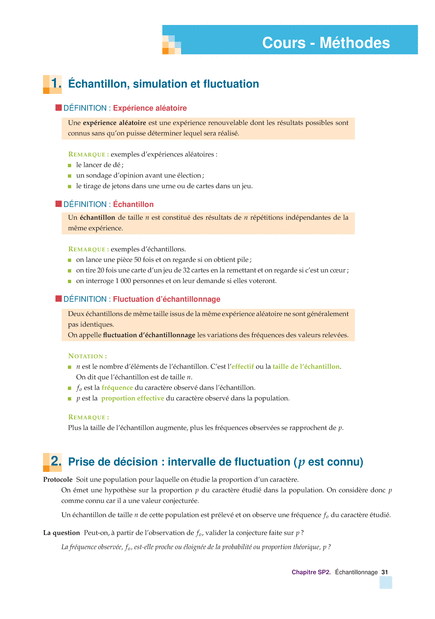 Cours - Méthodes
1. Échantillon, simulation et fluctuation
DÉFINITION : Expérience aléatoire
Une expérience aléatoire est une expérience renouvelable dont les résultats possibles sont
connus sans qu'on puisse déterminer lequel sera réalisé.
REMARQUE : exemples d'expériences aléatoires :
le lancer de dé ;
un sondage d'opinion avant une élection ;
le tirage de jetons dans une urne ou de cartes dans un jeu.
DÉFINITION : Échantillon
Un échantillon de taille n est constitué des résultats de n répétitions indépendantes de la
même expérience.
REMARQUE : exemples d'échantillons.
on lance une pièce 50 fois et on regarde si on obtient pile ;
on tire 20 fois une carte d'un jeu de 32 cartes en la remettant et on regarde si c'est un cœur ;
on interroge 1 000 personnes et on leur demande si elles voteront.
DÉFINITION : Fluctuation d'échantillonnage
Deux échantillons de même taille issus de la même expérience aléatoire ne sont généralement
pas identiques.
On appelle fluctuation d'échantillonnage les variations des fréquences des valeurs relevées.
NOTATION :
n est le nombre d'éléments de l'échantillon. C'est l'effectif ou la taille de l'échantillon.
On dit que l'échantillon est de taille n.
fₒ est la fréquence du caractère observé dans l'échantillon.
p est la proportion effective du caractère observé dans la population.
REMARQUE :
Plus la taille de l'échantillon augmente, plus les fréquences observées se rapprochent de p.
2. Prise de décision : intervalle de fluctuation (p est connu)
Protocole Soit une population pour laquelle on étudie la proportion d'un caractère.
On émet une hypothèse sur la proportion p du caractère étudié dans la population. On considère donc p
comme connu car il a une valeur conjecturée.
Un échantillon de taille n de cette population est prélevé et on observe une fréquence fₒ du caractère étudié.
La question Peut-on, à partir de l'observation de fₒ, valider la conjecture faite sur p ?
La fréquence observée, fₒ, est-elle proche ou éloignée de la probabilité ou proportion théorique, p ?
Chapitre SP2. Échantillonnage 31